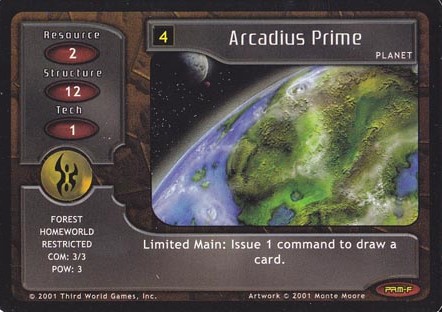 Resource
2
Structure
12
Tech
1
FOREST
HOMEWORLD
RESTRICTED
COM: 3/3
POW: 3
© 2001 Third World Games, Inc.
4
Arcadius Prime
PLANET
Limited Main: Issue 1 command to draw a
card.
Artwork © 2001 Monte Moore
PRM-F